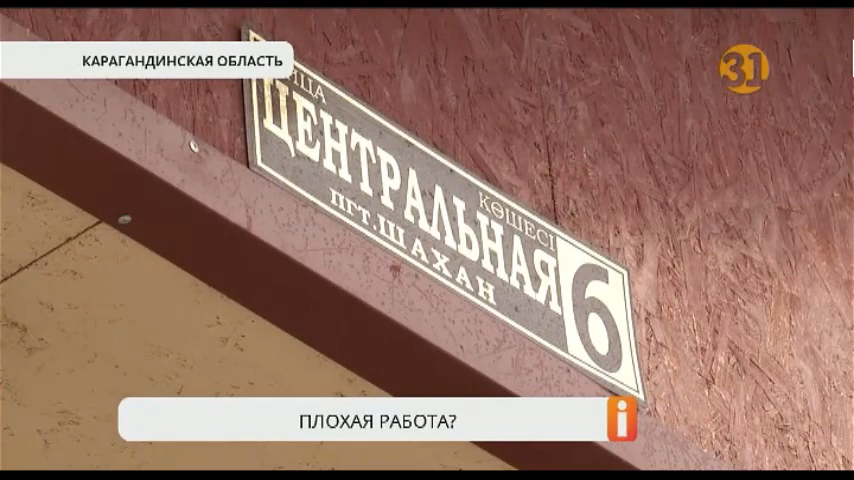 КАРАГАНДИНСКАЯ ОБЛАСТЬ
31
ЦЕНТРАЛЬНАЯ
КӨШЕСІ
ПГТ.ШАХАН
6
ПЛОХАЯ РАБОТА?
i